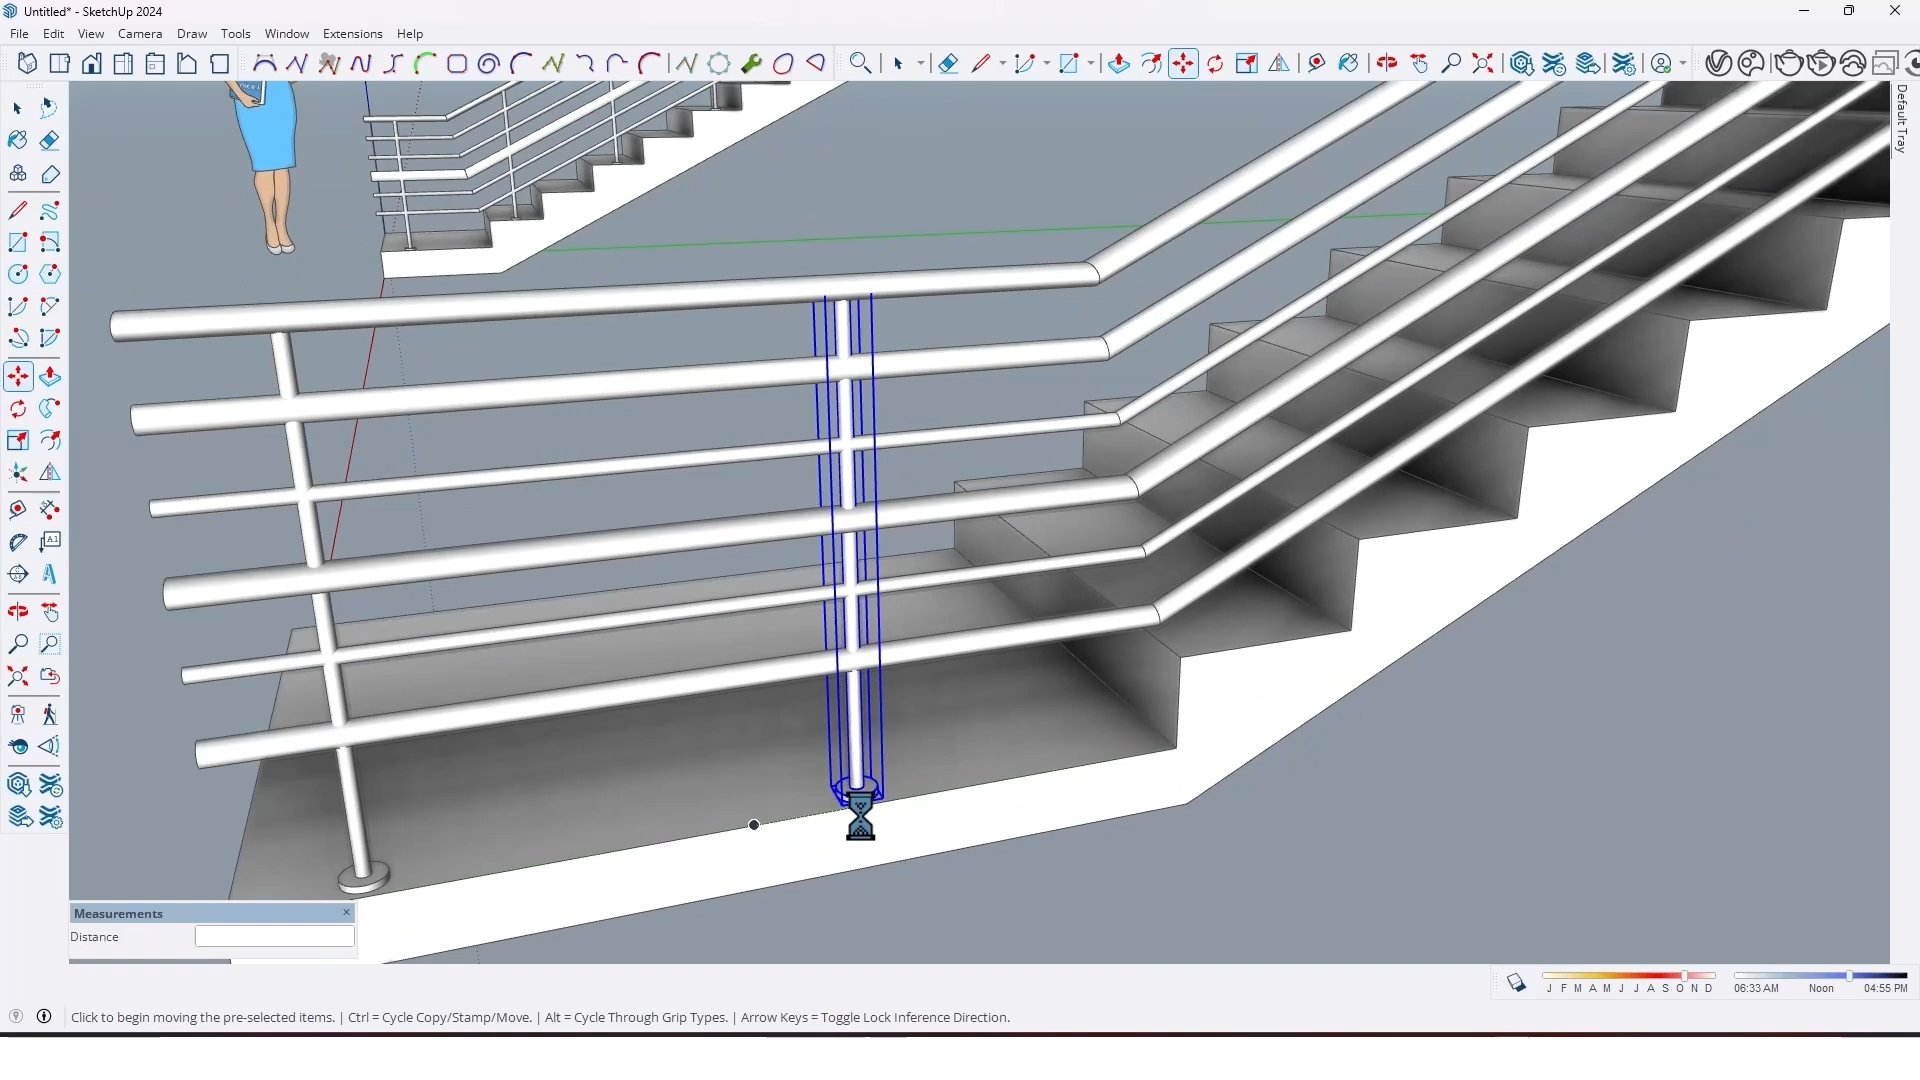 Untitled* - SketchUp 2024
File Edit View Camera Draw Tools Window Extensions Help
Default Tray
A1
A
Measurements ×
Distance
J F M A M J J A S O N D 06:33 AM Noon 04:55 PM
Click to begin moving the pre-selected items. | Ctrl = Cycle Copy/Stamp/Move. | Alt = Cycle Through Grip Types. | Arrow Keys = Toggle Lock Inference Direction.